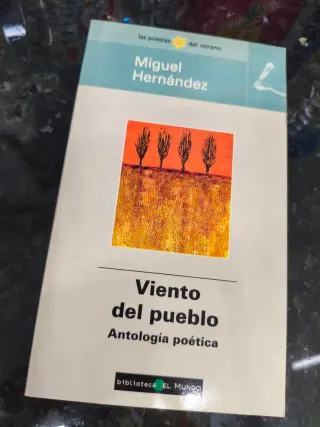 las poesías del verano
Miguel
Hernández
Viento
del pueblo
Antología poética
biblioteca EL MUNDO